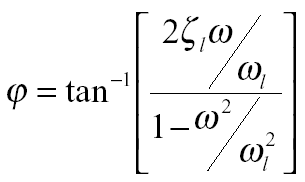 φ = tan⁻¹ [ (2ζ_l ω/ω_l) / (1 − ω²/ω_l²) ]